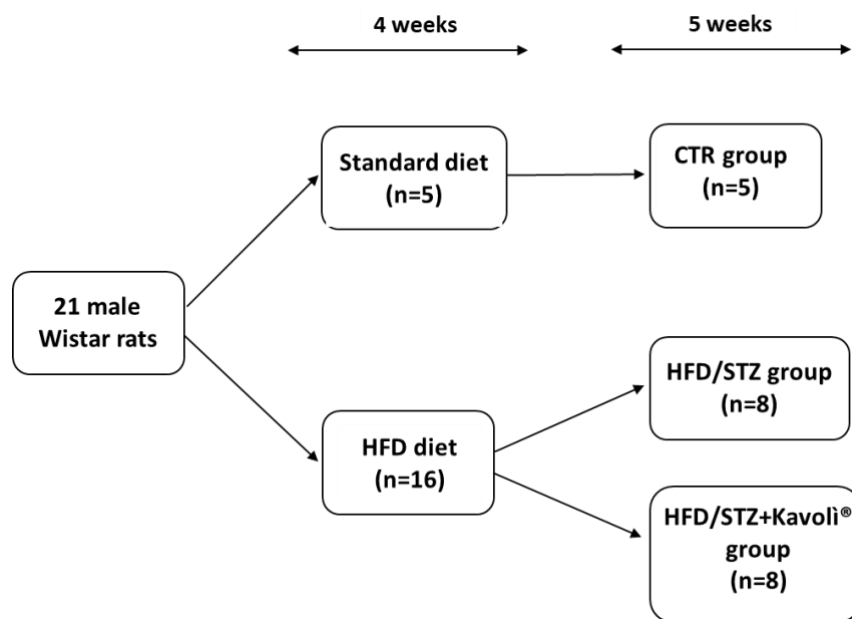 4 weeks
5 weeks
Standard diet
(n=5)
CTR group
(n=5)
21 male
Wistar rats
HFD/STZ group
(n=8)
HFD diet
(n=16)
HFD/STZ+Kavolì®
group
(n=8)